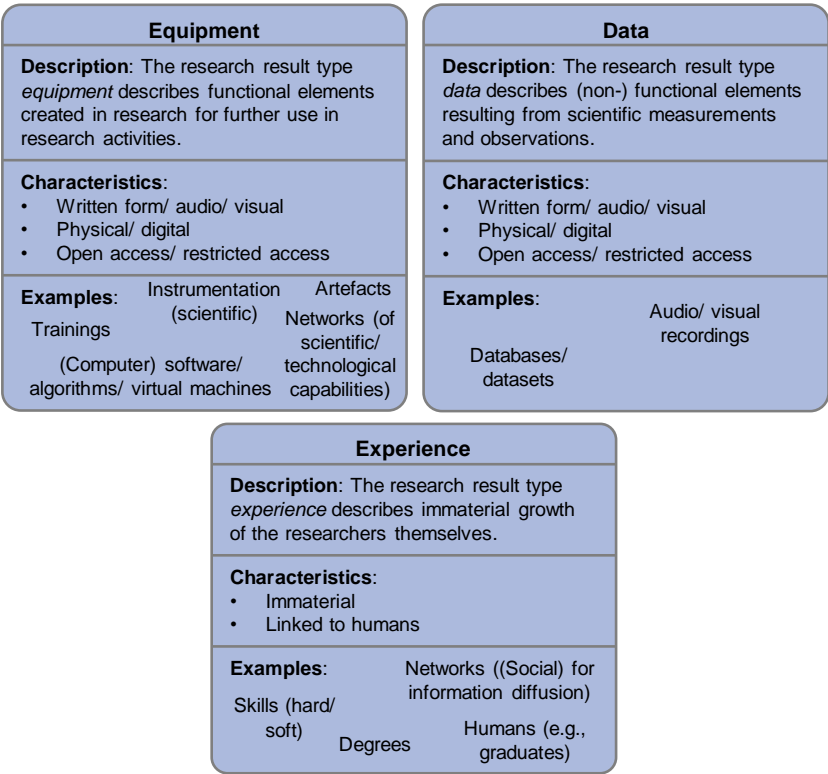 Equipment
Description: The research result type
equipment describes functional elements
created in research for further use in
research activities.
Characteristics:
• Written form/ audio/ visual
• Physical/ digital
• Open access/ restricted access
Examples:
Instrumentation
(scientific)
Artefacts
Trainings
Networks (of
scientific/
technological
capabilities)
(Computer) software/
algorithms/ virtual machines
Data
Description: The research result type
data describes (non-) functional elements
resulting from scientific measurements
and observations.
Characteristics:
• Written form/ audio/ visual
• Physical/ digital
• Open access/ restricted access
Examples:
Audio/ visual
recordings
Databases/
datasets
Experience
Description: The research result type
experience describes immaterial growth
of the researchers themselves.
Characteristics:
• Immaterial
• Linked to humans
Examples:
Networks ((Social) for
information diffusion)
Skills (hard/
soft)
Degrees
Humans (e.g.,
graduates)